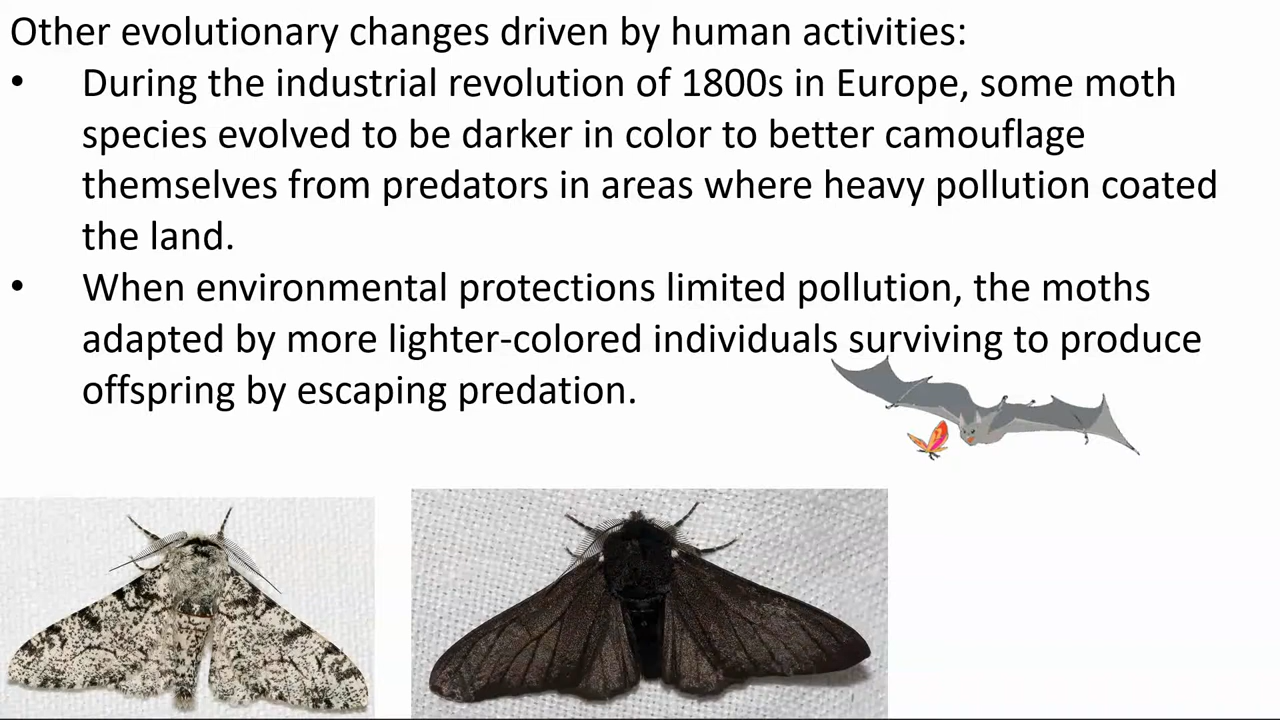 Other evolutionary changes driven by human activities:
• During the industrial revolution of 1800s in Europe, some moth
species evolved to be darker in color to better camouflage
themselves from predators in areas where heavy pollution coated
the land.
• When environmental protections limited pollution, the moths
adapted by more lighter-colored individuals surviving to produce
offspring by escaping predation.